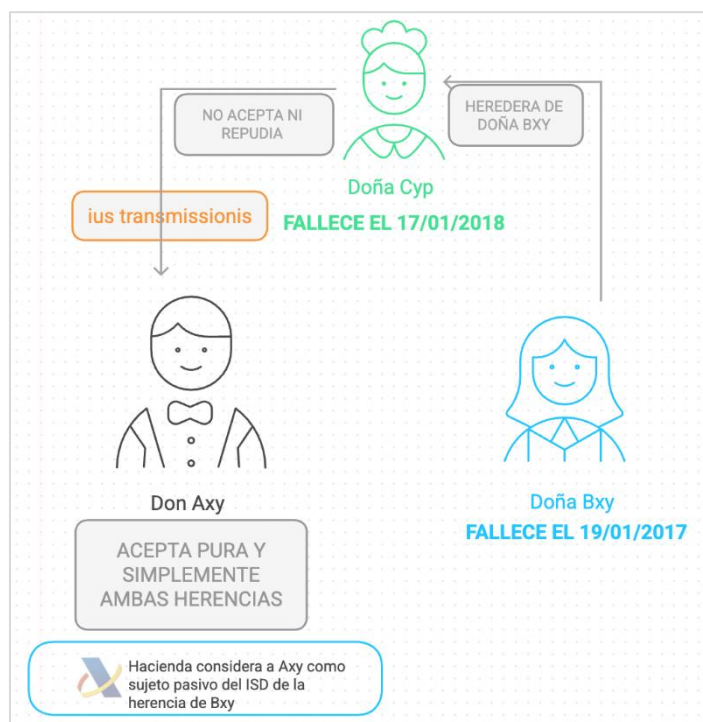 NO ACEPTA NI
REPUDIA
HEREDERA DE
DOÑA BXY
Doña Cyp
FALLECE EL 17/01/2018
ius transmissionis
Don Axy
ACEPTA PURA Y
SIMPLEMENTE
AMBAS HERENCIAS
Doña Bxy
FALLECE EL 19/01/2017
Hacienda considera a Axy como
sujeto pasivo del ISD de la
herencia de Bxy